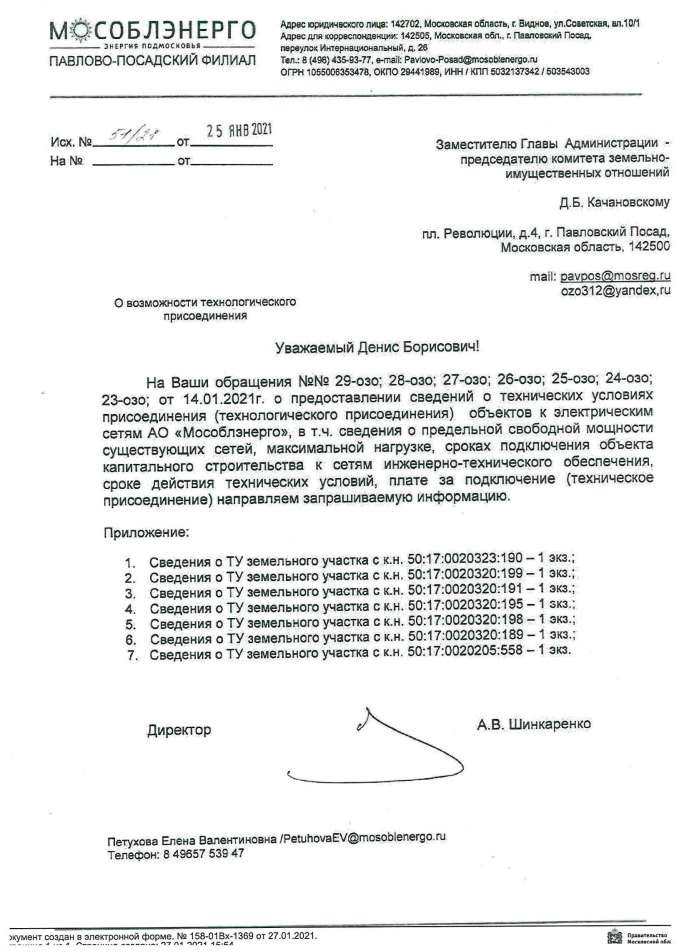 МОСОБЛЭНЕРГО
ЭНЕРГИЯ ПОДМОСКОВЬЯ
ПАВЛОВО-ПОСАДСКИЙ ФИЛИАЛ
Адрес юридического лица: 142702, Московская область, г. Видное, ул.Советская, вл.10/1
Адрес для корреспонденции: 142505, Московская обл., г. Павловский Посад,
переулок Интернациональный, д. 26
Тел.: 8 (496) 435-93-77, e-mail: Pavlovo-Posad@mosoblenergo.ru
ОГРН 1055006353478, ОКПО 29441989, ИНН / КПП 5032137342 / 503543003
Исх. № 51/21 от 25 ЯНВ 2021
На № от
Заместителю Главы Администрации -
председателю комитета земельно-
имущественных отношений
Д.Б. Качановскому
пл. Революции, д.4, г. Павловский Посад,
Московская область, 142500
mail: pavpos@mosreg.ru
ozo312@yandex,ru
О возможности технологического
присоединения
Уважаемый Денис Борисович!
На Ваши обращения №№ 29-озо; 28-озо; 27-озо; 26-озо; 25-озо; 24-озо;
23-озо; от 14.01.2021г. о предоставлении сведений о технических условиях
присоединения (технологического присоединения) объектов к электрическим
сетям АО «Мособлэнерго», в т.ч. сведения о предельной свободной мощности
существующих сетей, максимальной нагрузке, сроках подключения объекта
капитального строительства к сетям инженерно-технического обеспечения,
сроке действия технических условий, плате за подключение (техническое
присоединение) направляем запрашиваемую информацию.
Приложение:
1. Сведения о ТУ земельного участка с к.н. 50:17:0020323:190 – 1 экз.;
2. Сведения о ТУ земельного участка с к.н. 50:17:0020320:199 – 1 экз.;
3. Сведения о ТУ земельного участка с к.н. 50:17:0020320:191 – 1 экз.;
4. Сведения о ТУ земельного участка с к.н. 50:17:0020320:195 – 1 экз.;
5. Сведения о ТУ земельного участка с к.н. 50:17:0020320:198 – 1 экз.;
6. Сведения о ТУ земельного участка с к.н. 50:17:0020320:189 – 1 экз.;
7. Сведения о ТУ земельного участка с к.н. 50:17:0020205:558 – 1 экз.
Директор А.В. Шинкаренко
Петухова Елена Валентиновна /PetuhovaEV@mosoblenergo.ru
Телефон: 8 49657 539 47
окумент создан в электронной форме. № 158-01Вх-1369 от 27.01.2021.
Правительство
Московской обл